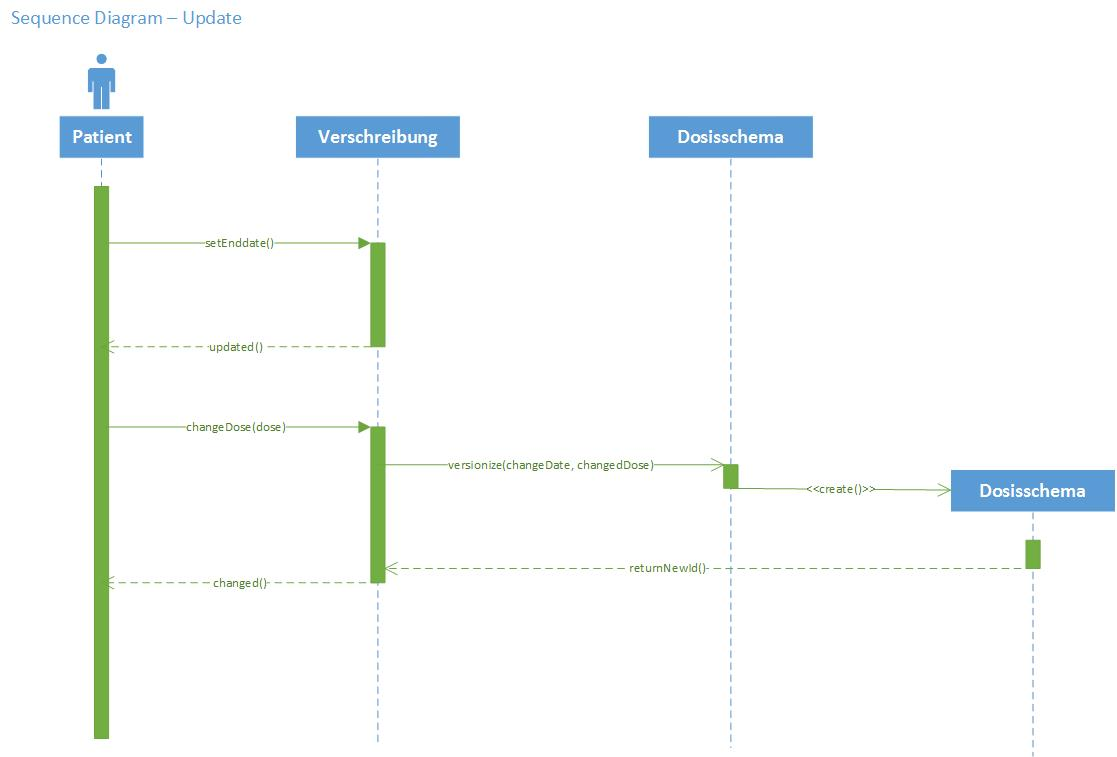 Sequence Diagram – Update
Patient
Verschreibung
Dosisschema
setEnddate()
updated()
changeDose(dose)
versionize(changeDate, changedDose)
<<create()>>
Dosisschema
returnNewId()
changed()